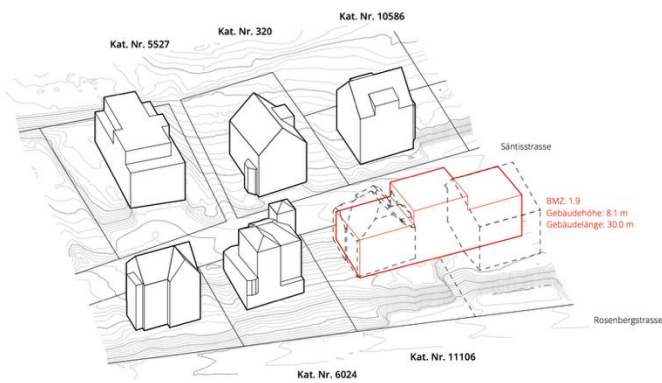 Kat. Nr. 10586
Kat. Nr. 320
Kat. Nr. 5527
Säntisstrasse
BMZ: 1.9
Gebäudehöhe: 8.1 m
Gebäudelänge: 30.0 m
Rosenbergstrasse
Kat. Nr. 11106
Kat. Nr. 6024